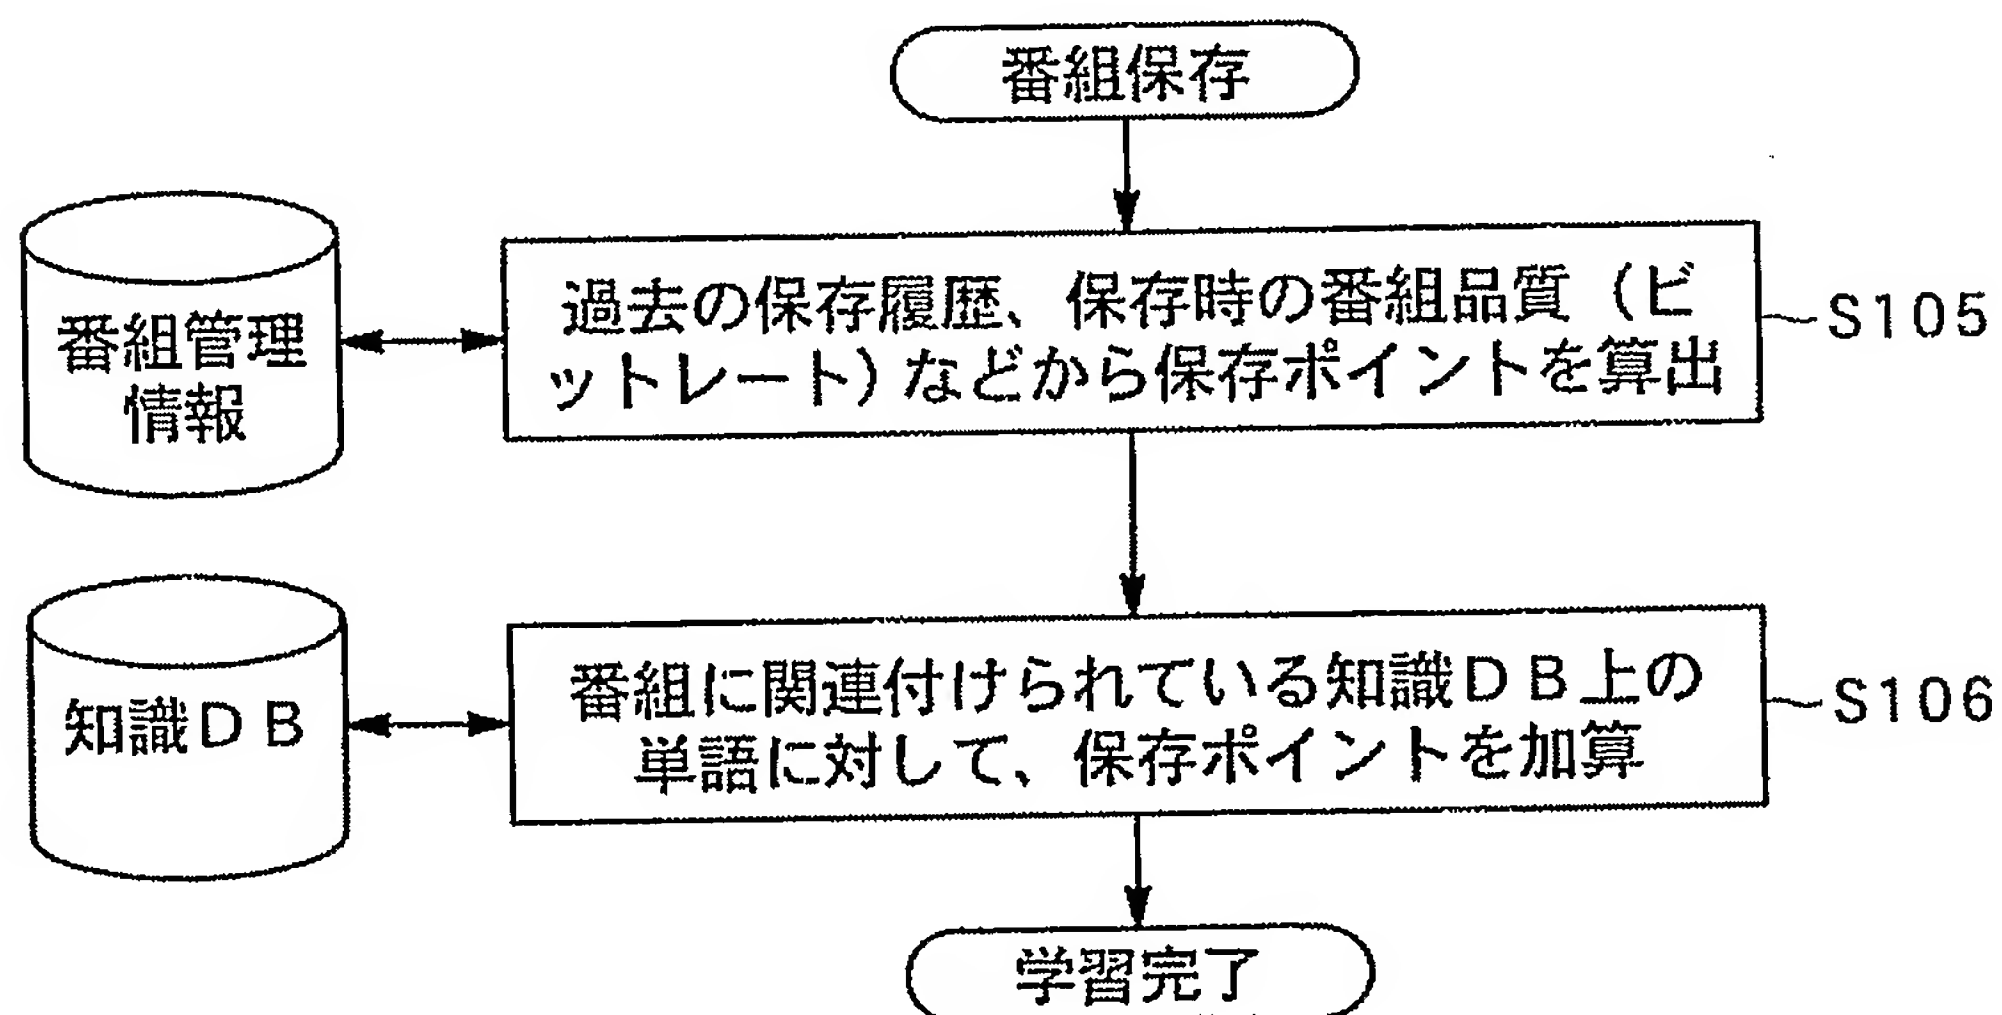 番組保存
過去の保存履歴、保存時の番組品質（ビ
ットレート）などから保存ポイントを算出
S105
番組管理
情報
番組に関連付けられている知識ＤＢ上の
単語に対して、保存ポイントを加算
S106
知識ＤＢ
学習完了